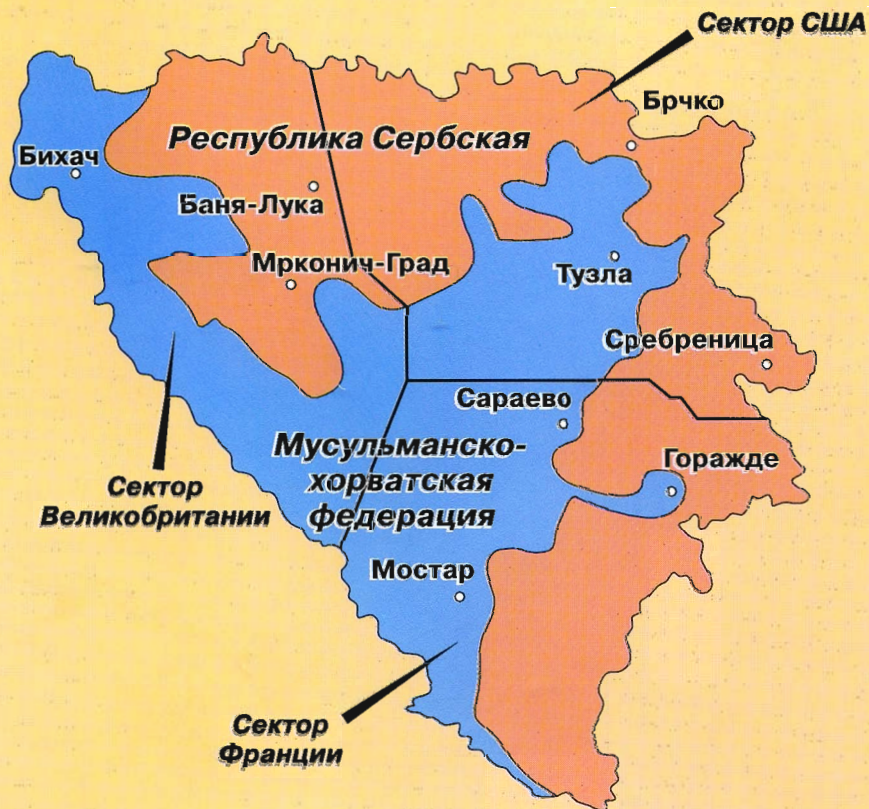 Сектор США
Брчко
Республика Сербская
Бихач
Баня-Лука
Мрконич-Град
Тузла
Сребреница
Сараево
Мусульманско-
хорватская
федерация
Горажде
Сектор
Великобритании
Мостар
Сектор
Франции